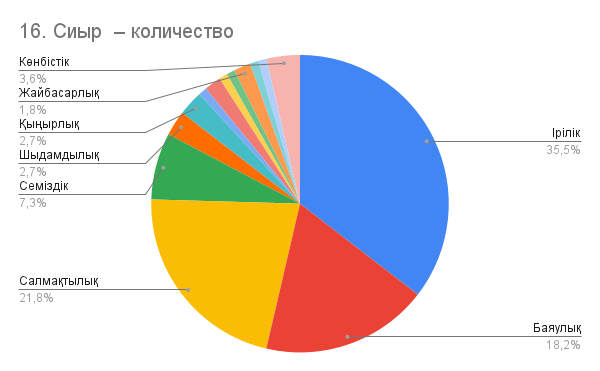 16. Сиыр – количество
Көнбістік
3,6%
Жайбасарлық
1,8%
Қыңырлық
2,7%
Шыдамдылық
2,7%
Семіздік
7,3%
Салмақтылық
21,8%
Ірілік
35,5%
Баяулық
18,2%